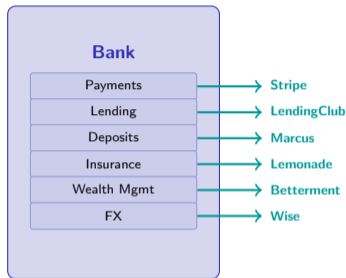 Bank
Payments Stripe
Lending LendingClub
Deposits Marcus
Insurance Lemonade
Wealth Mgmt Betterment
FX Wise